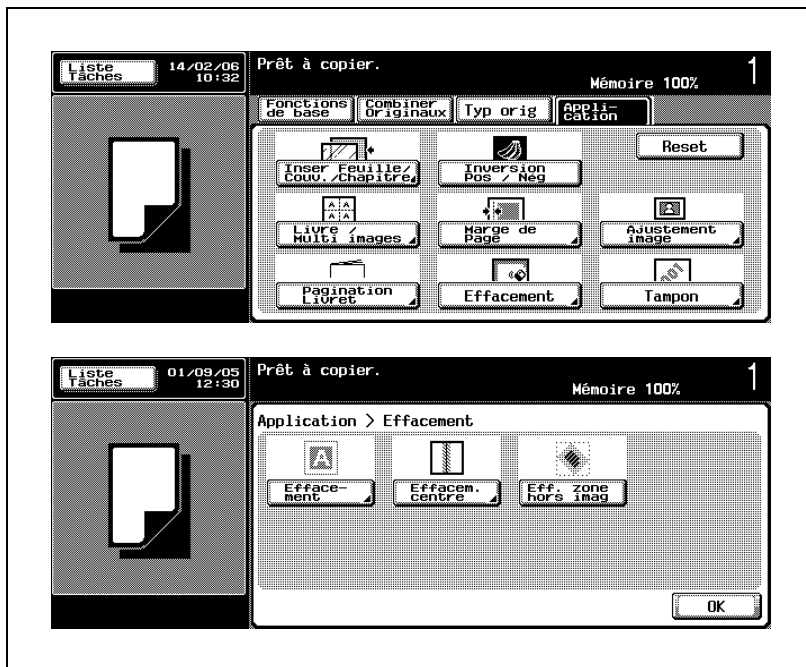 Liste
Tâches
14/02/06
10:32
Prêt à copier.
Mémoire 100%
1
Fonctions
de base
Combiner
Originaux
Typ orig
Appli-
cation
Inser Feuille/
Couv./Chapitre
Inversion
Pos / Nég
Reset
Livre /
Multi images
Marge de
Page
Ajustement
image
Pagination
Livret
Effacement
Tampon
Liste
Tâches
01/09/05
12:30
Prêt à copier.
Mémoire 100%
1
Application > Effacement
Efface-
ment
Effacem.
centre
Eff. zone
hors imag
OK